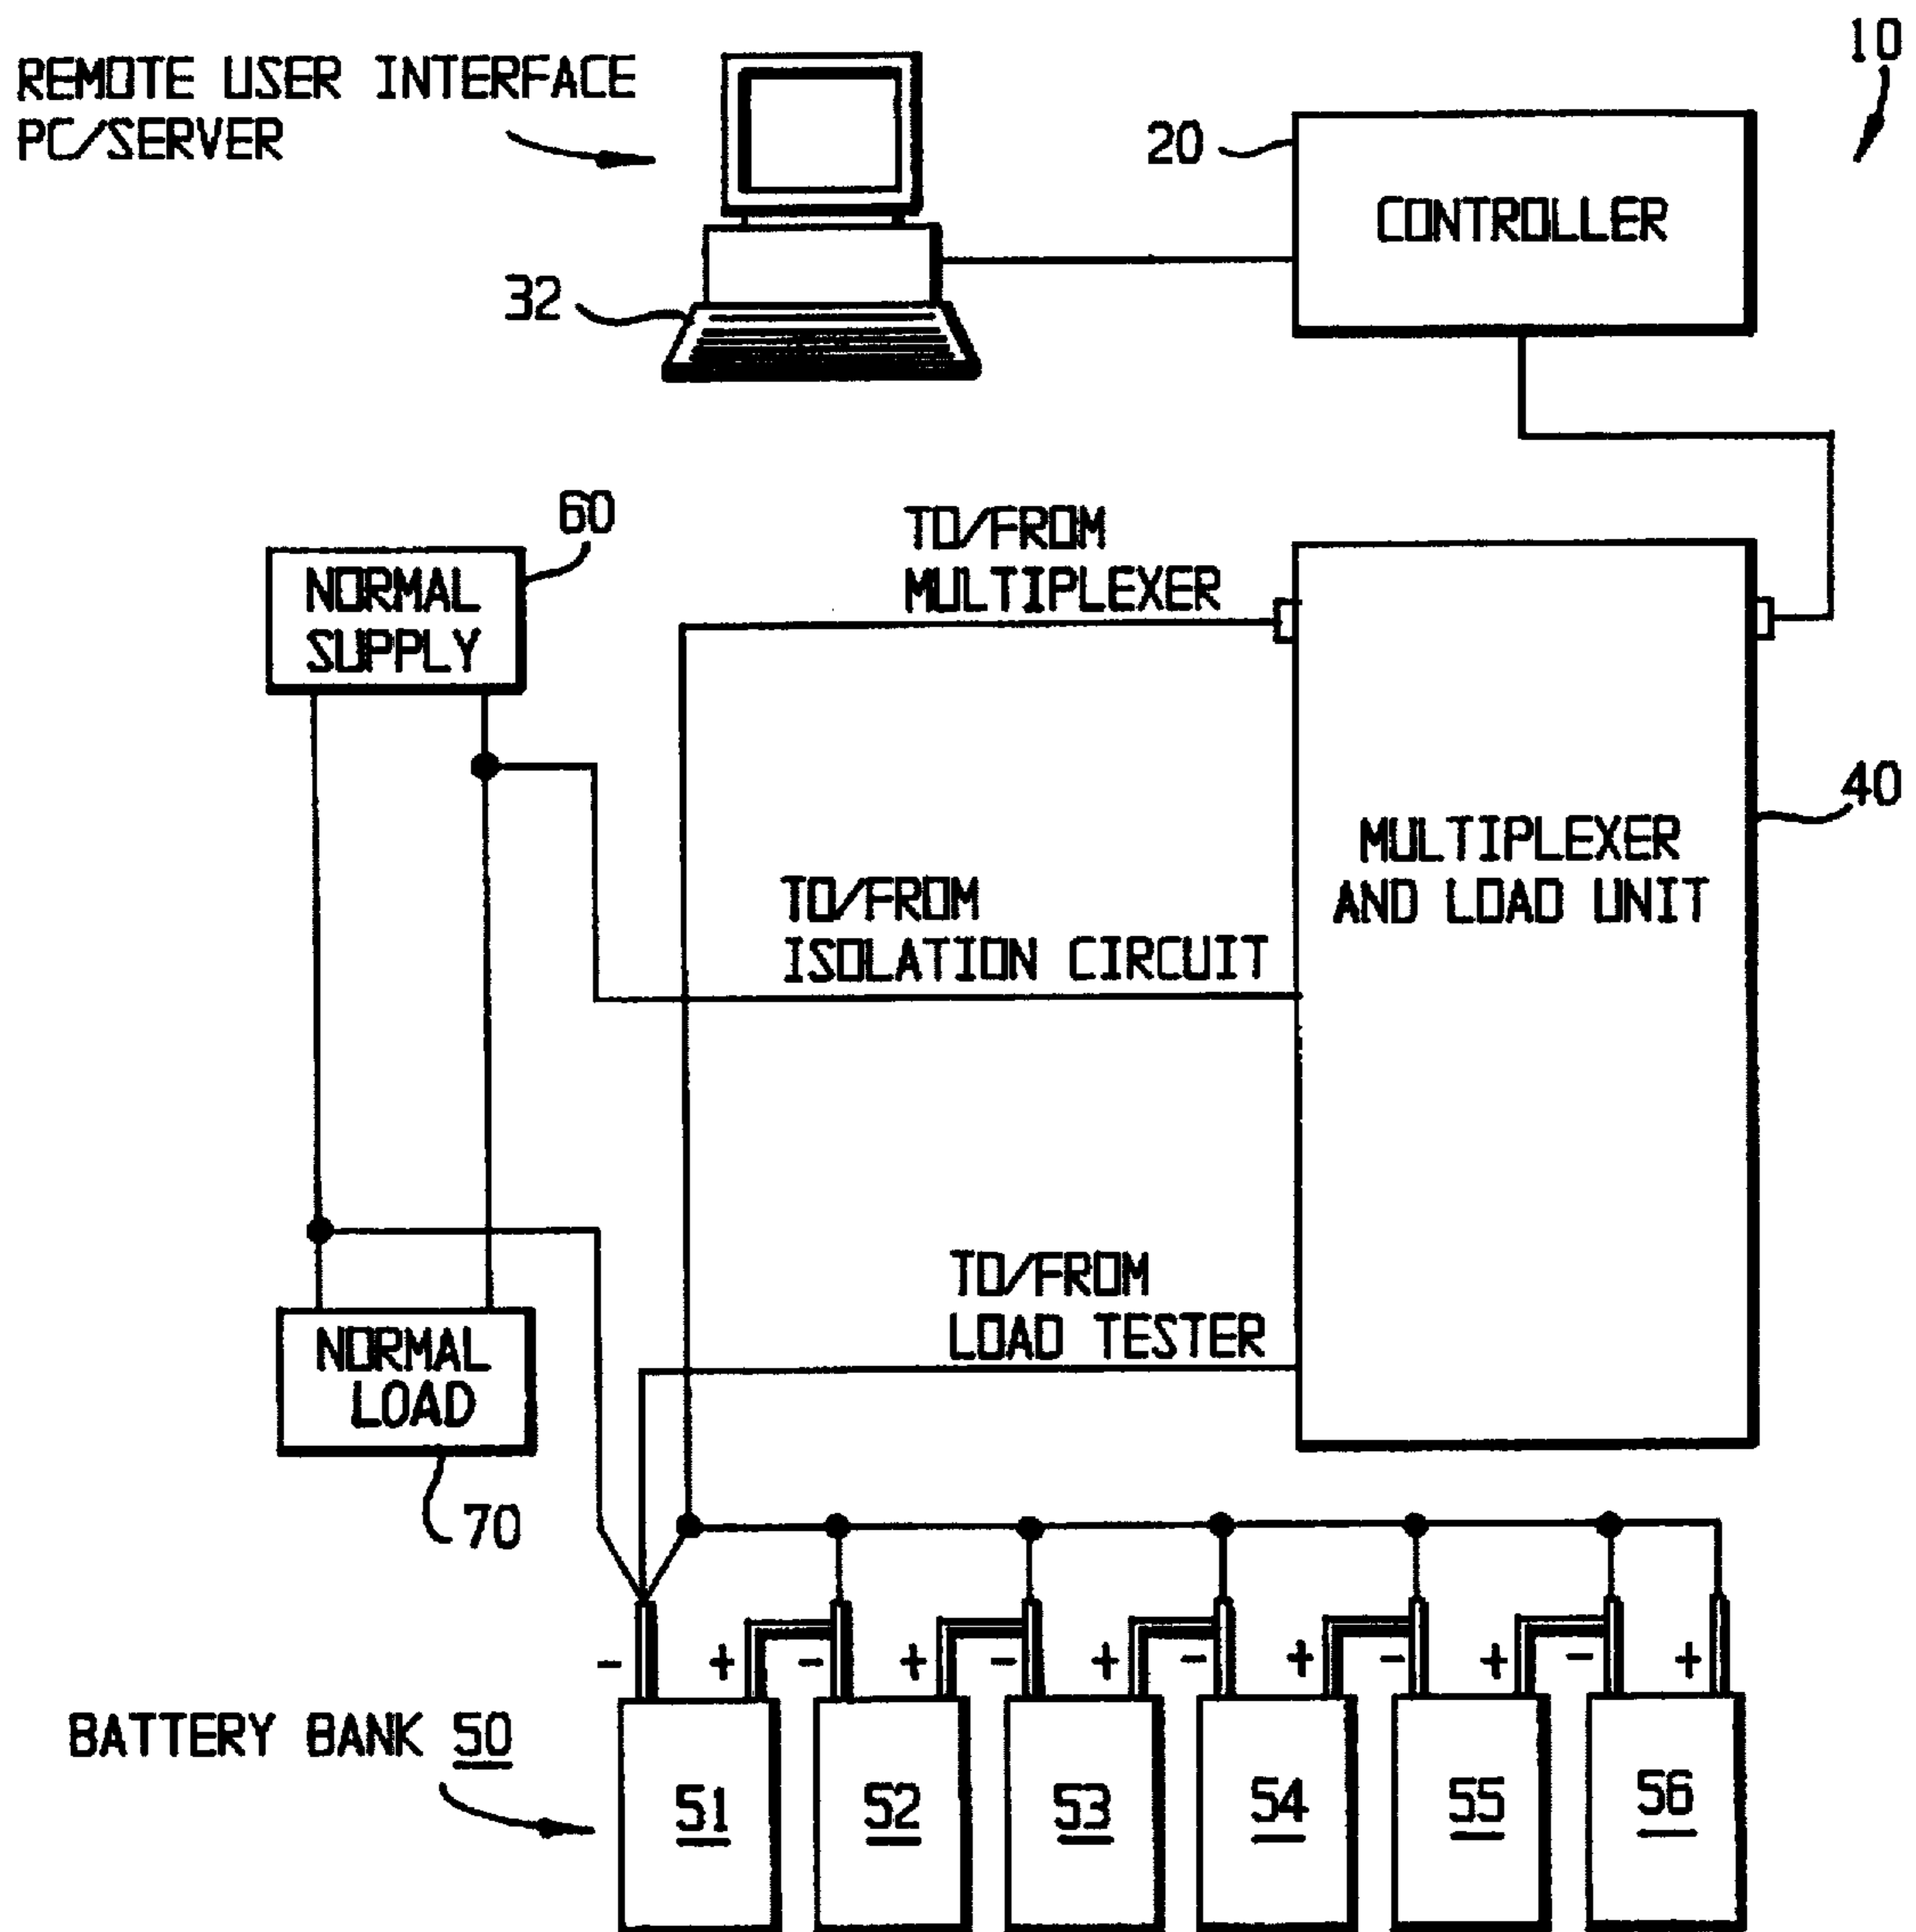 REMOTE USER INTERFACE
PC/SERVER
10
20
CONTROLLER
32
60
NORMAL
SUPPLY
TO/FROM
MULTIPLEXER
40
MULTIPLEXER
AND LOAD UNIT
TO/FROM
ISOLATION CIRCUIT
TO/FROM
LOAD TESTER
NORMAL
LOAD
70
- + - + - + - + - + - +
BATTERY BANK 50
51 52 53 54 55 56